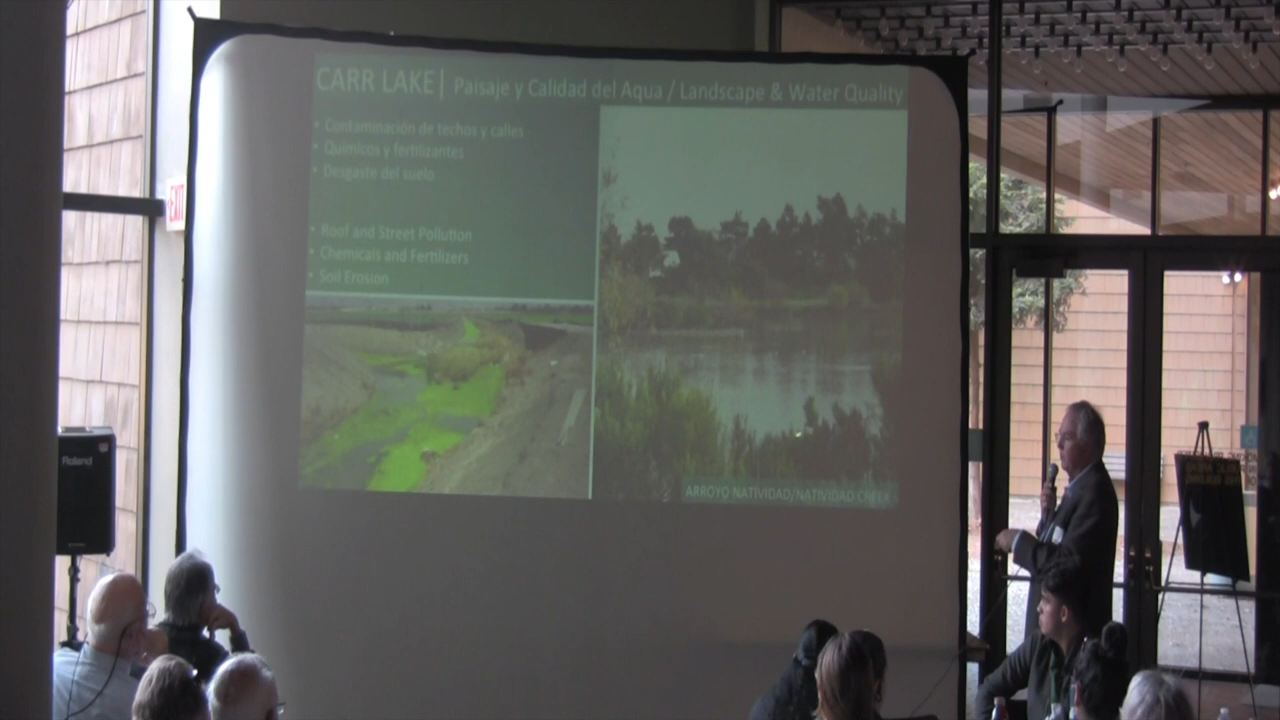 CARR LAKE| Paisaje y Calidad del Aqua / Landscape & Water Quality
• Contaminación de techos y calles
• Quimicos y fertilizantes
• Desgaste del suelo
• Roof and Street Pollution
• Chemicals and Fertilizers
• Soil Erosion
ARROYO NATIVIDAD/NATIVIDAD CREEK
EXIT
Roland